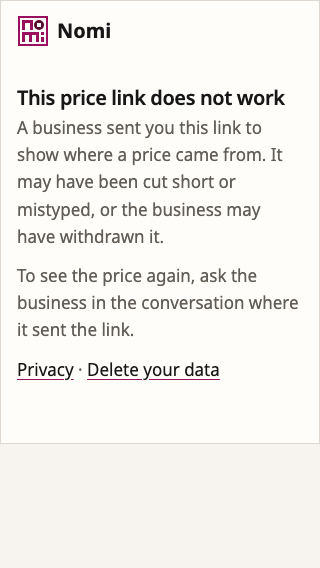 nomi
Nomi
This price link does not work
A business sent you this link to
show where a price came from. It
may have been cut short or
mistyped, or the business may
have withdrawn it.
To see the price again, ask the
business in the conversation where
it sent the link.
Privacy · Delete your data